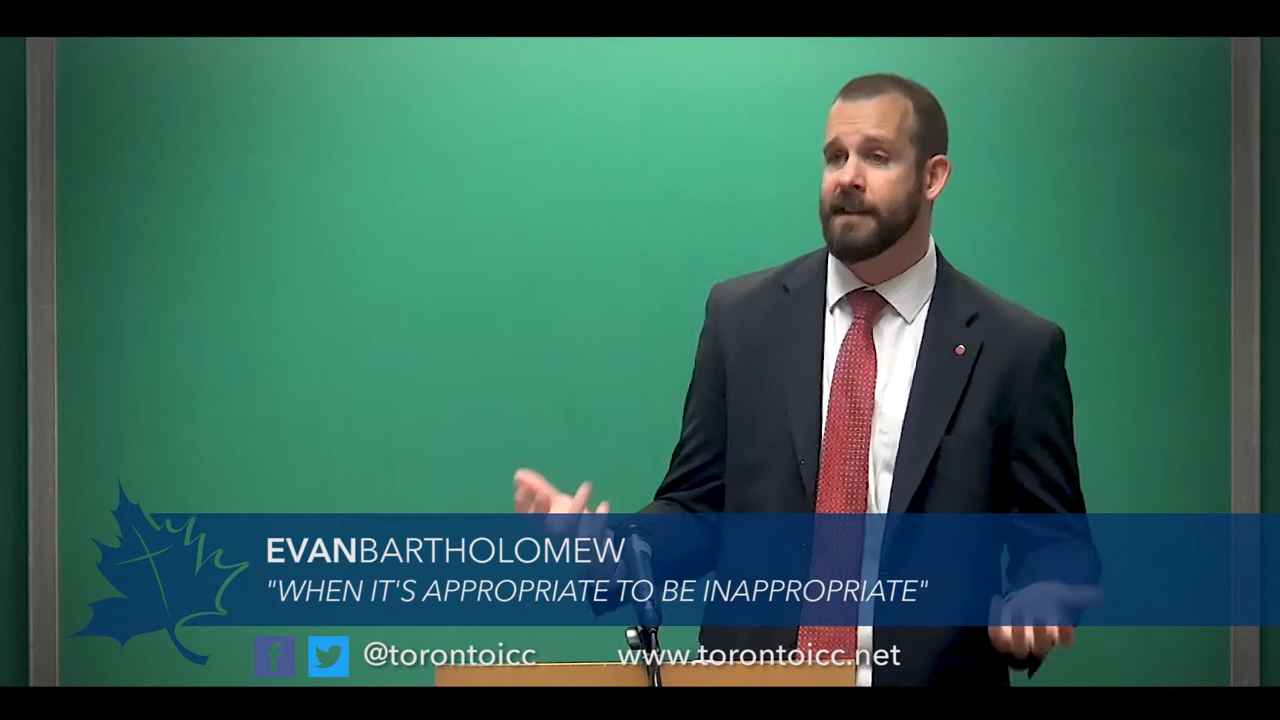 EVANBARTHOLOMEW
"WHEN IT'S APPROPRIATE TO BE INAPPROPRIATE"
@torontoicc www.torontoicc.net